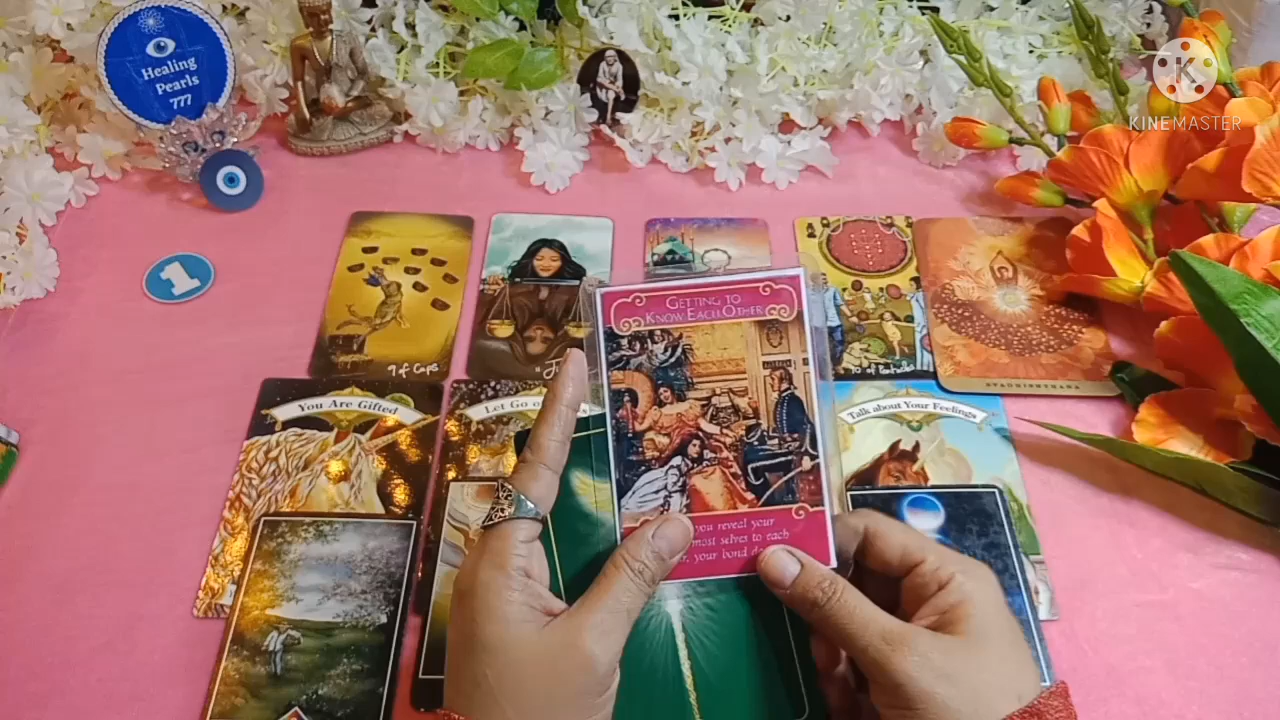 Healing
Pearls
777
KINEMASTER
1
9 of Cups
10 of Pentacles
SVADHISHTHANA
GETTING TO
KNOW EACH OTHER
You Are Gifted
Let Go
Talk about Your Feelings
you reveal your
selves to each
your bond